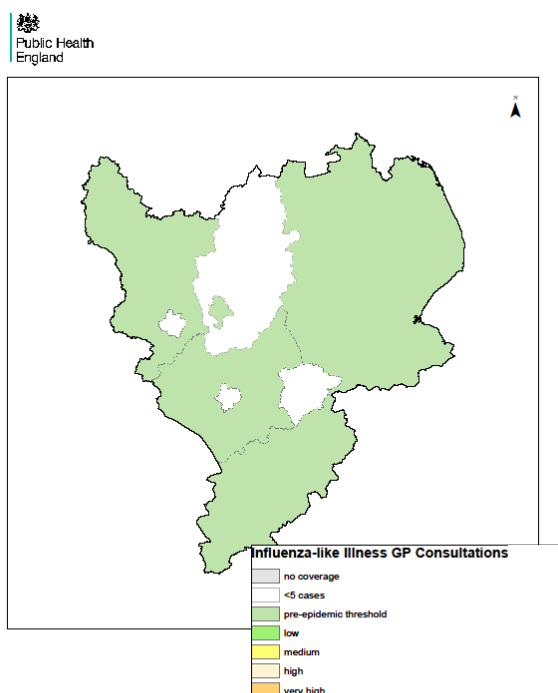 Public Health
England
Influenza-like Illness GP Consultations
no coverage
<5 cases
pre-epidemic threshold
low
medium
high
very high